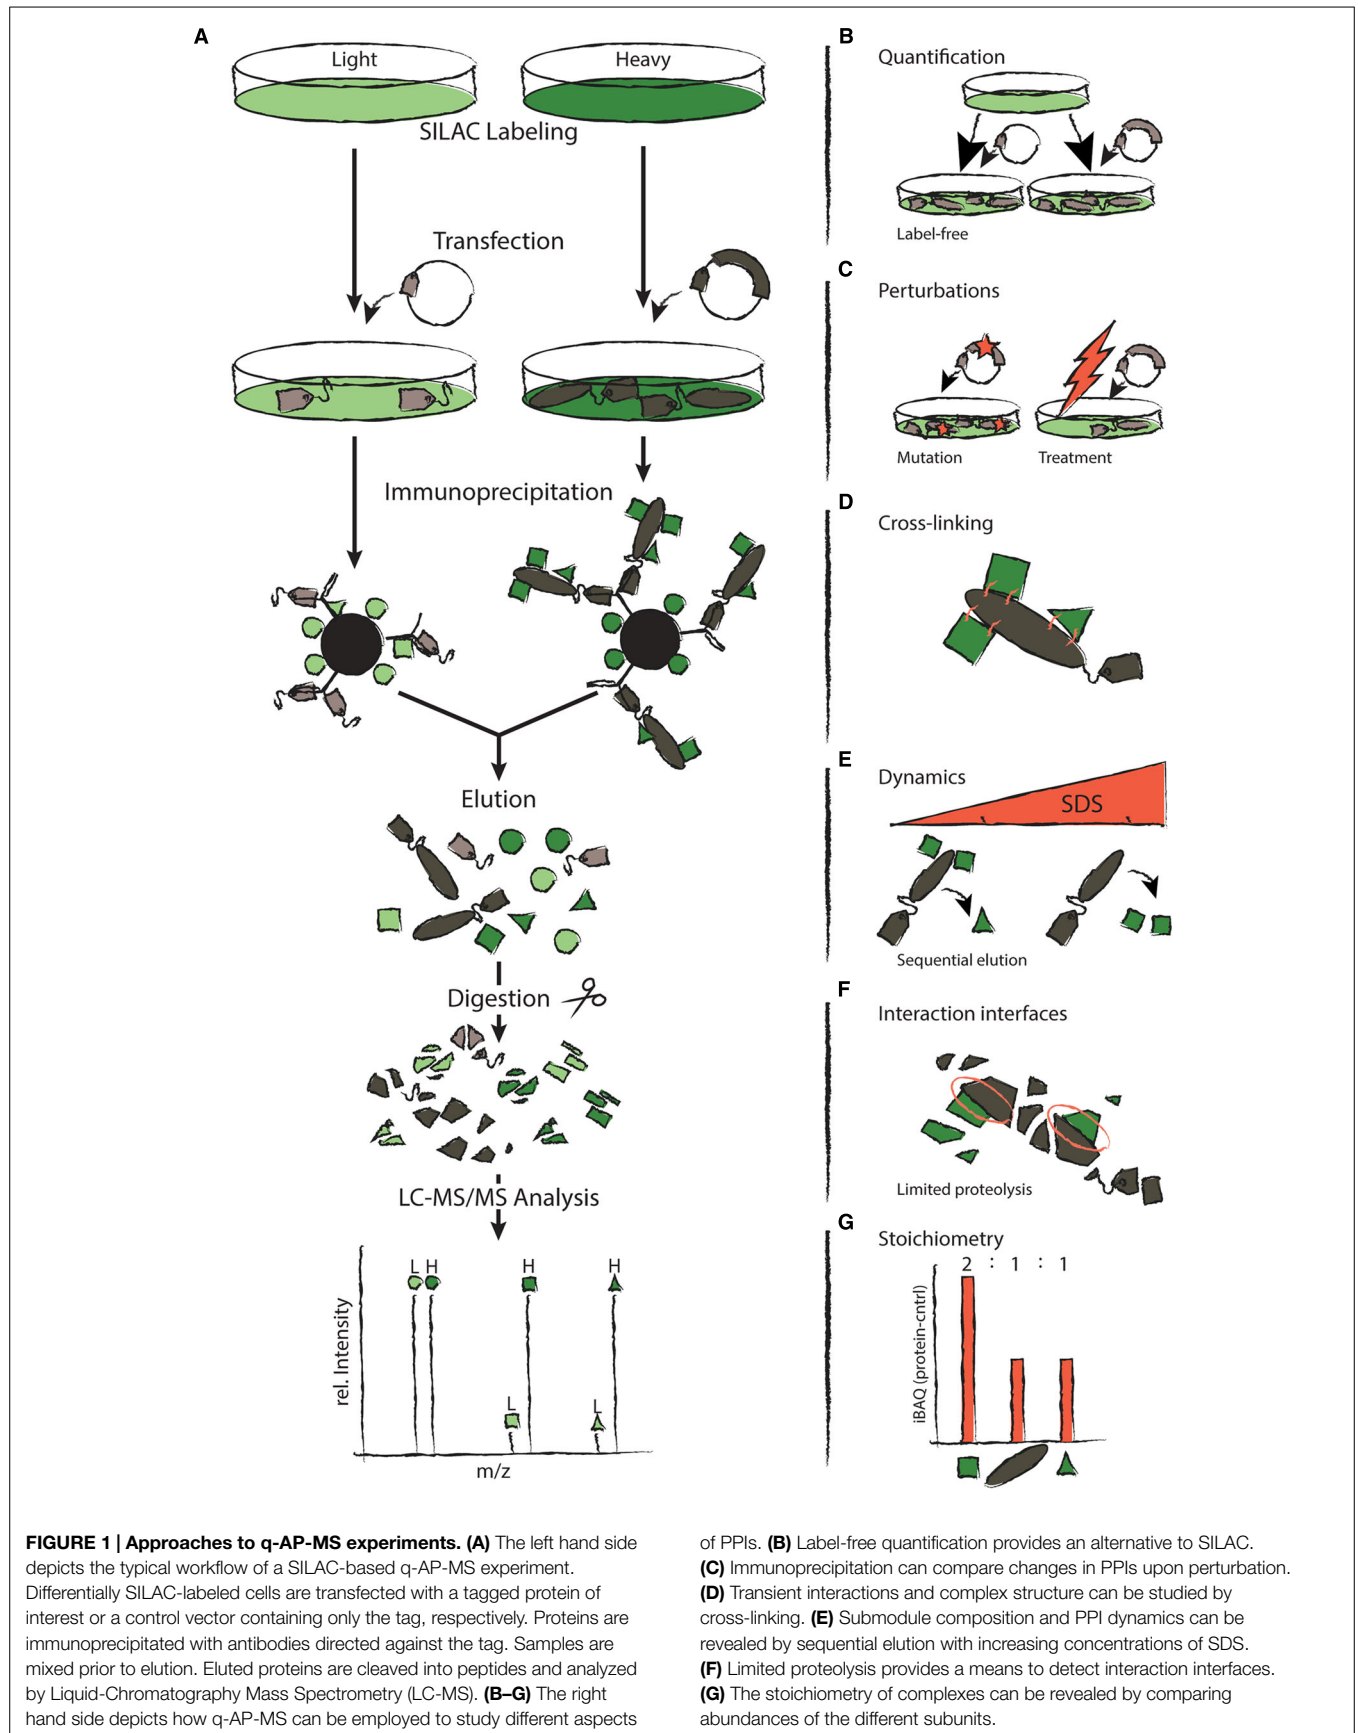 A
Light
Heavy
SILAC Labeling
Transfection
Immunoprecipitation
Elution
Digestion
LC-MS/MS Analysis
rel. Intensity
L H
H
H
L
L
m/z
B
Quantification
Label-free
C
Perturbations
Mutation
Treatment
D
Cross-linking
E
Dynamics
SDS
Sequential elution
F
Interaction interfaces
Limited proteolysis
G
Stoichiometry
2 : 1 : 1
iBAQ (protein-cntrl)
FIGURE 1 | Approaches to q-AP-MS experiments. (A) The left hand side
depicts the typical workflow of a SILAC-based q-AP-MS experiment.
Differentially SILAC-labeled cells are transfected with a tagged protein of
interest or a control vector containing only the tag, respectively. Proteins are
immunoprecipitated with antibodies directed against the tag. Samples are
mixed prior to elution. Eluted proteins are cleaved into peptides and analyzed
by Liquid-Chromatography Mass Spectrometry (LC-MS). (B–G) The right
hand side depicts how q-AP-MS can be employed to study different aspects
of PPIs. (B) Label-free quantification provides an alternative to SILAC.
(C) Immunoprecipitation can compare changes in PPIs upon perturbation.
(D) Transient interactions and complex structure can be studied by
cross-linking. (E) Submodule composition and PPI dynamics can be
revealed by sequential elution with increasing concentrations of SDS.
(F) Limited proteolysis provides a means to detect interaction interfaces.
(G) The stoichiometry of complexes can be revealed by comparing
abundances of the different subunits.